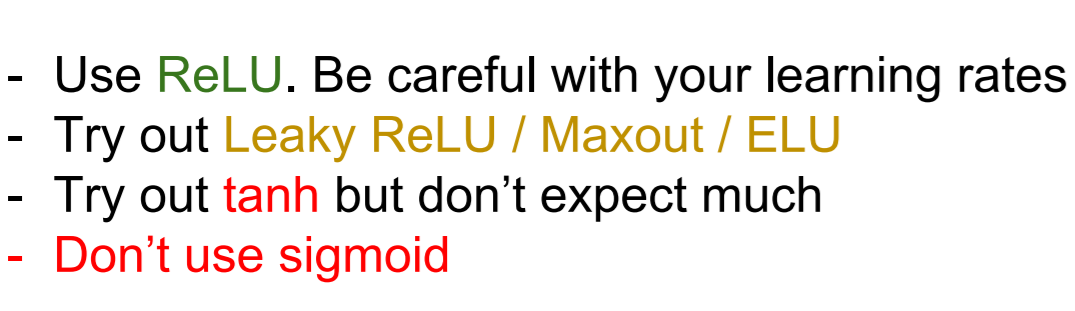 - Use ReLU. Be careful with your learning rates
- Try out Leaky ReLU / Maxout / ELU
- Try out tanh but don’t expect much
- Don’t use sigmoid